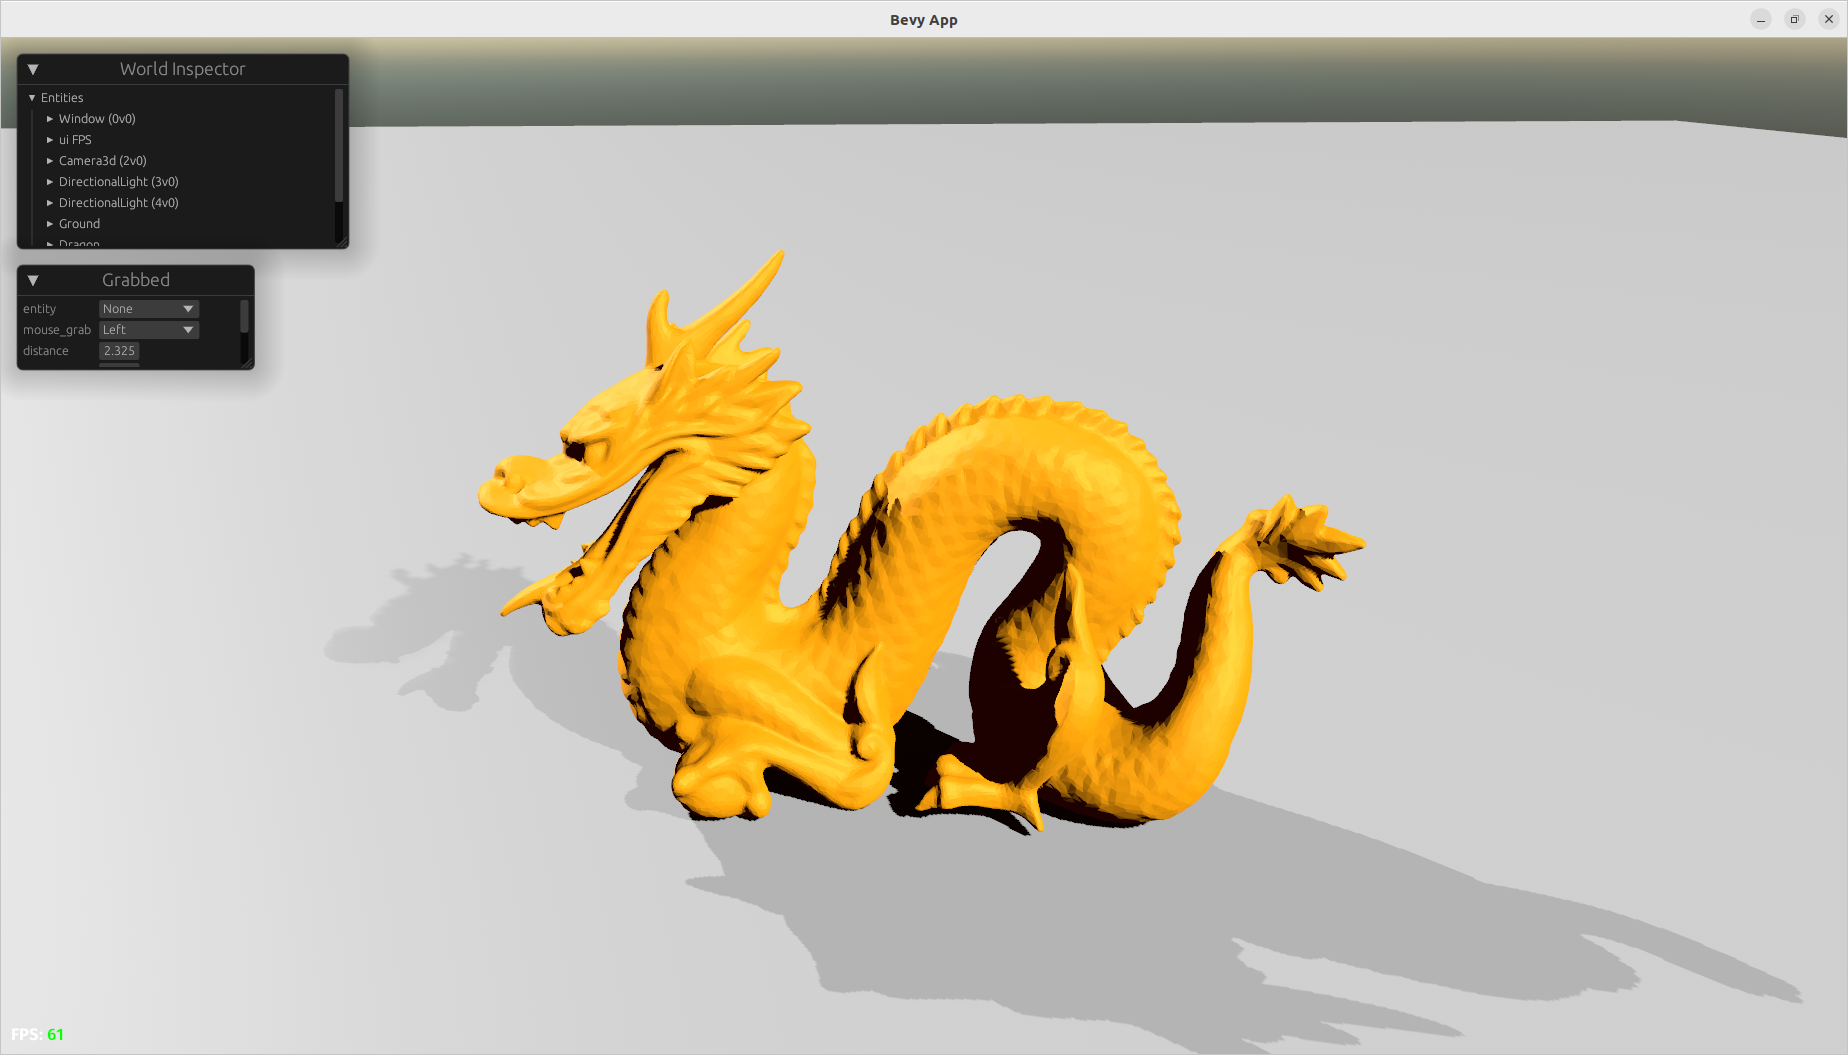 Bevy App
World Inspector
Entities
Window (0v0)
ui FPS
Camera3d (2v0)
DirectionalLight (3v0)
DirectionalLight (4v0)
Ground
Dragon
Grabbed
entity None
mouse_grab Left
distance 2.325
FPS: 61